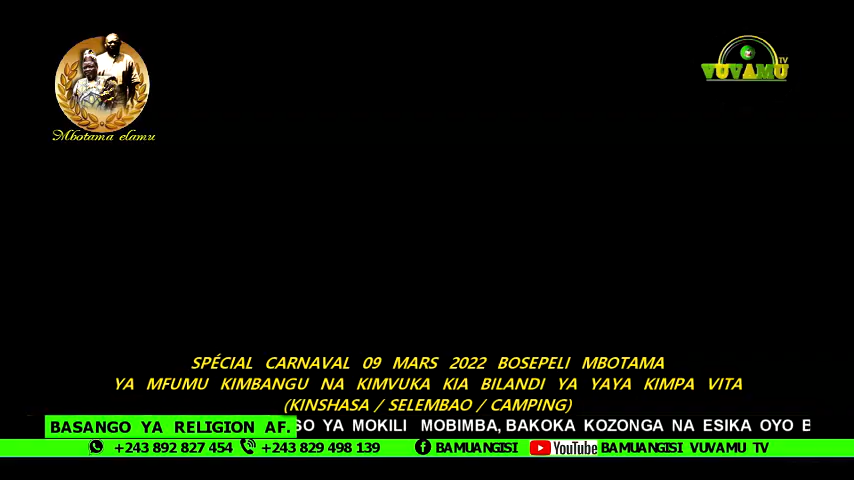 VUVAMU TV
Mbotama elamu
SPÉCIAL CARNAVAL 09 MARS 2022 BOSEPELI MBOTAMA
YA MFUMU KIMBANGU NA KIMVUKA KIA BILANDI YA YAYA KIMPA VITA
(KINSHASA / SELEMBAO / CAMPING)
BASANGO YA RELIGION AF. SO YA MOKILI MOBIMBA, BAKOKA KOZONGA NA ESIKA OYO B
+243 892 827 454 +243 829 498 139 BAMUANGISI YouTube BAMUANGISI VUVAMU TV